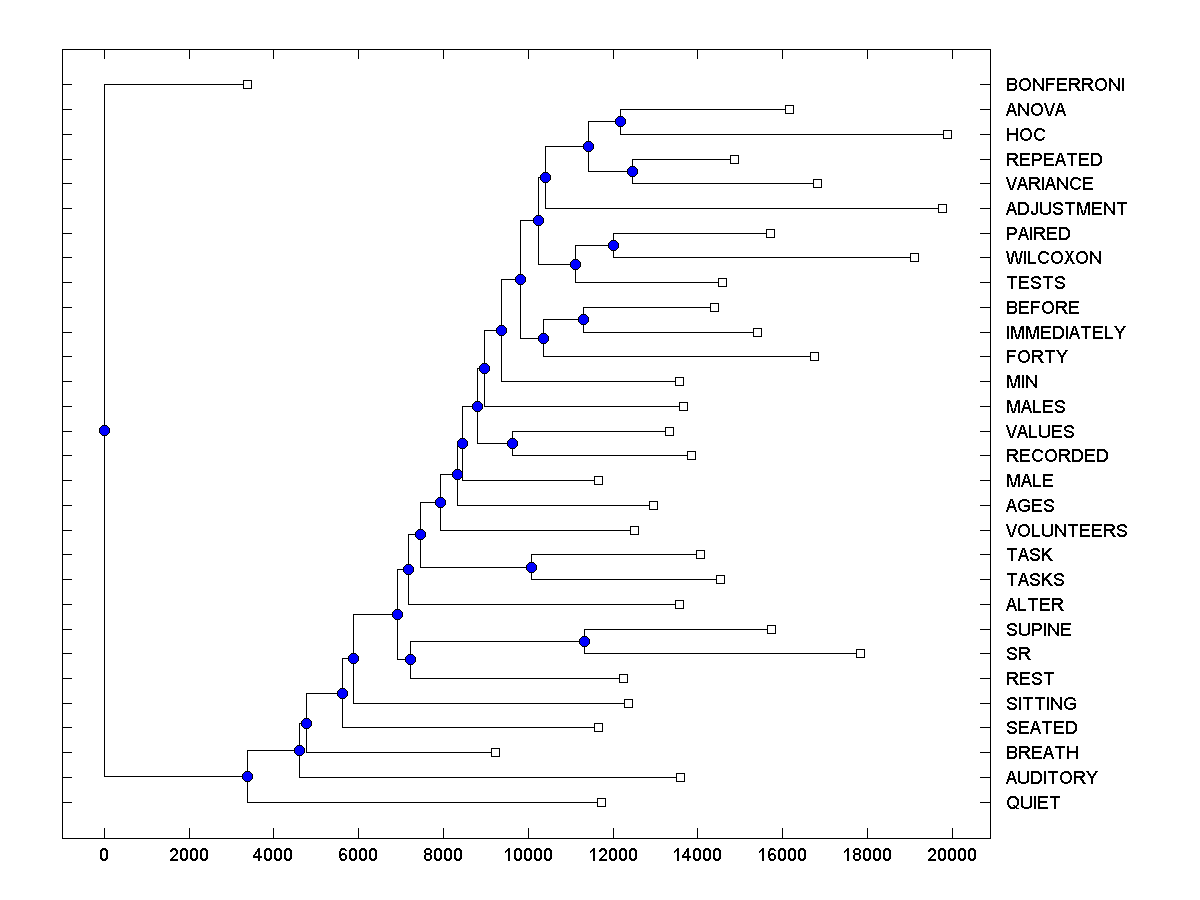 BONFERRONI
ANOVA
HOC
REPEATED
VARIANCE
ADJUSTMENT
PAIRED
WILCOXON
TESTS
BEFORE
IMMEDIATELY
FORTY
MIN
MALES
VALUES
RECORDED
MALE
AGES
VOLUNTEERS
TASK
TASKS
ALTER
SUPINE
SR
REST
SITTING
SEATED
BREATH
AUDITORY
QUIET
0 2000 4000 6000 8000 10000 12000 14000 16000 18000 20000